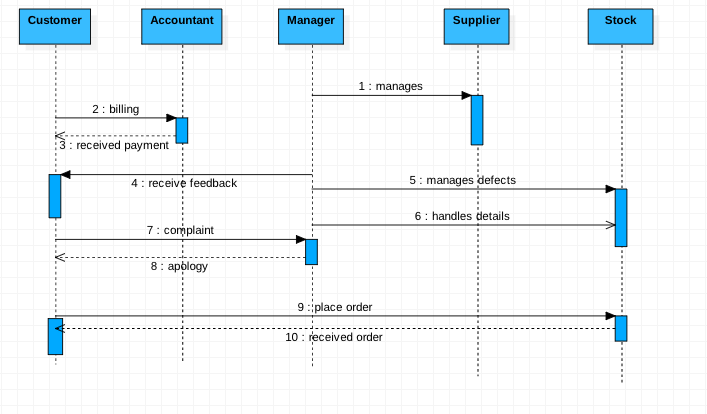 Customer
Accountant
Manager
Supplier
Stock
1 : manages
2 : billing
3 : received payment
4 : receive feedback
5 : manages defects
6 : handles details
7 : complaint
8 : apology
9 : place order
10 : received order